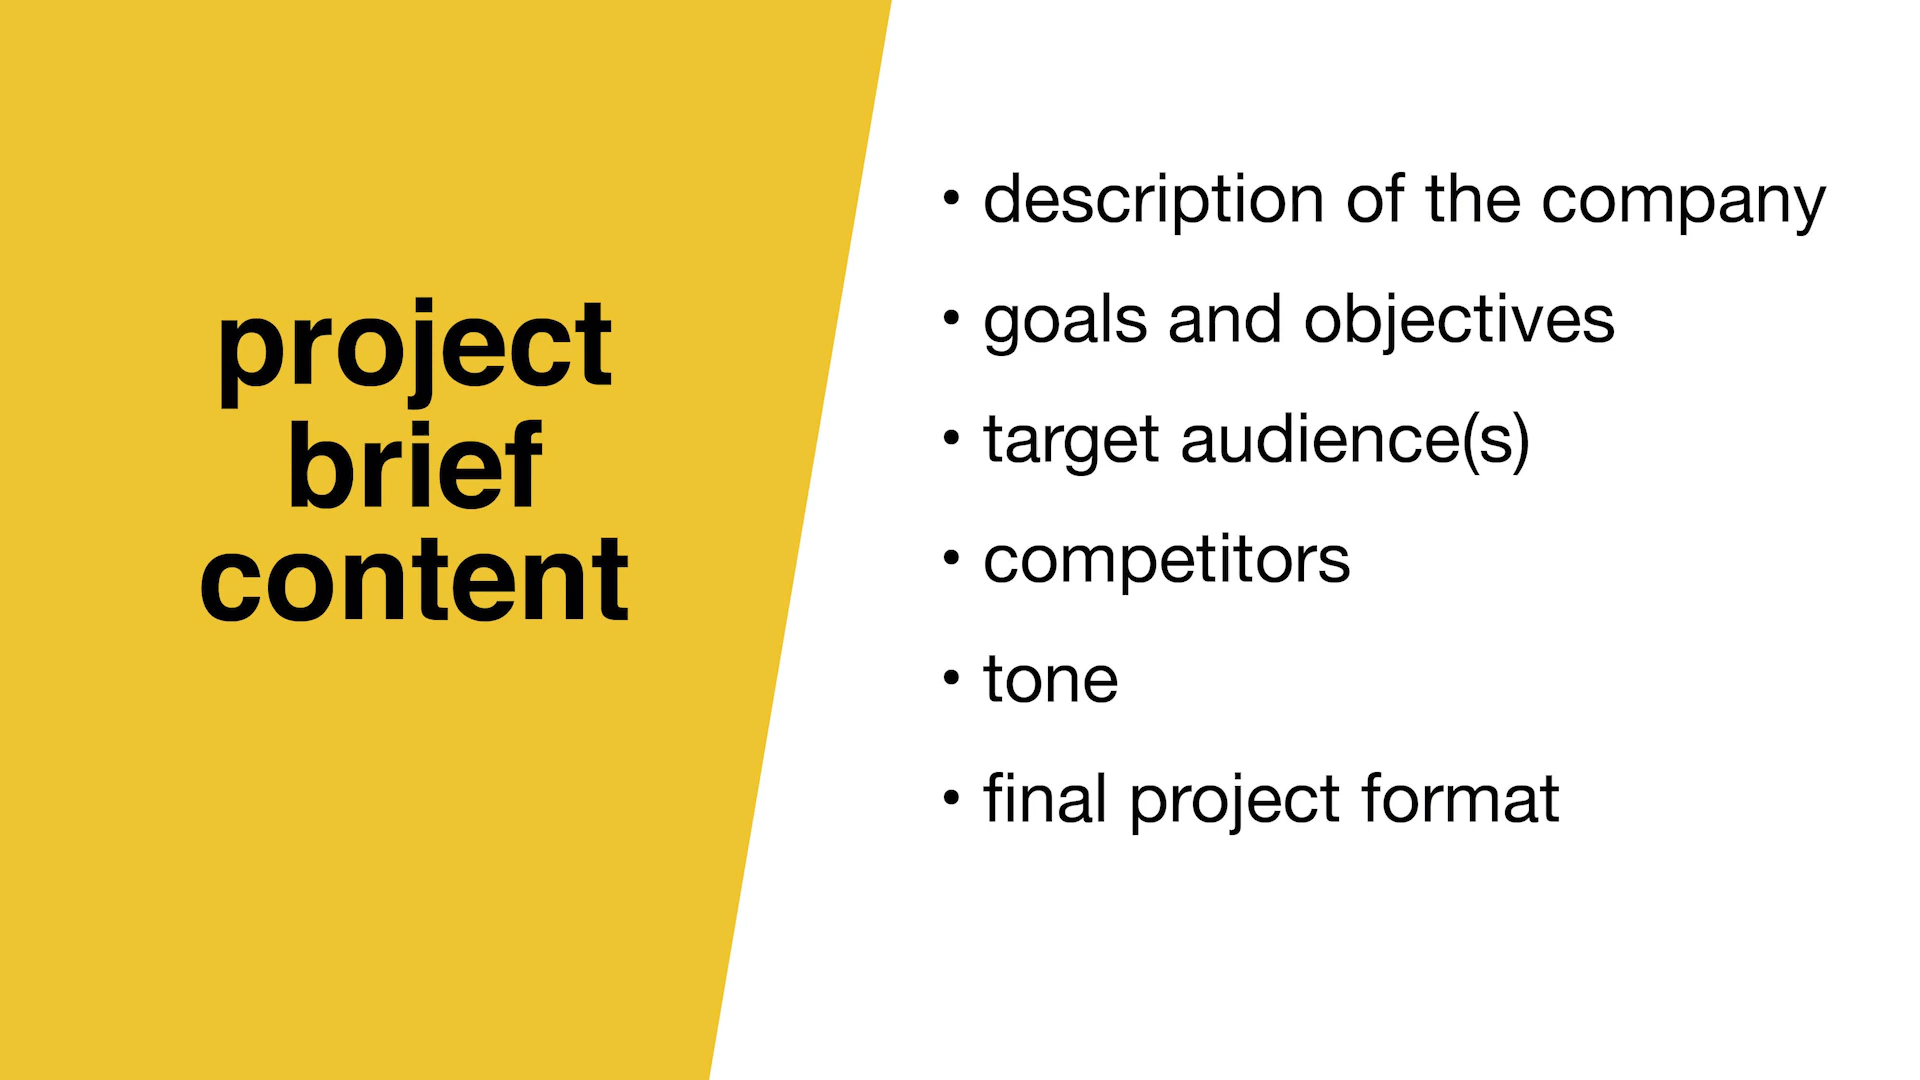 project
brief
content
• description of the company
• goals and objectives
• target audience(s)
• competitors
• tone
• final project format